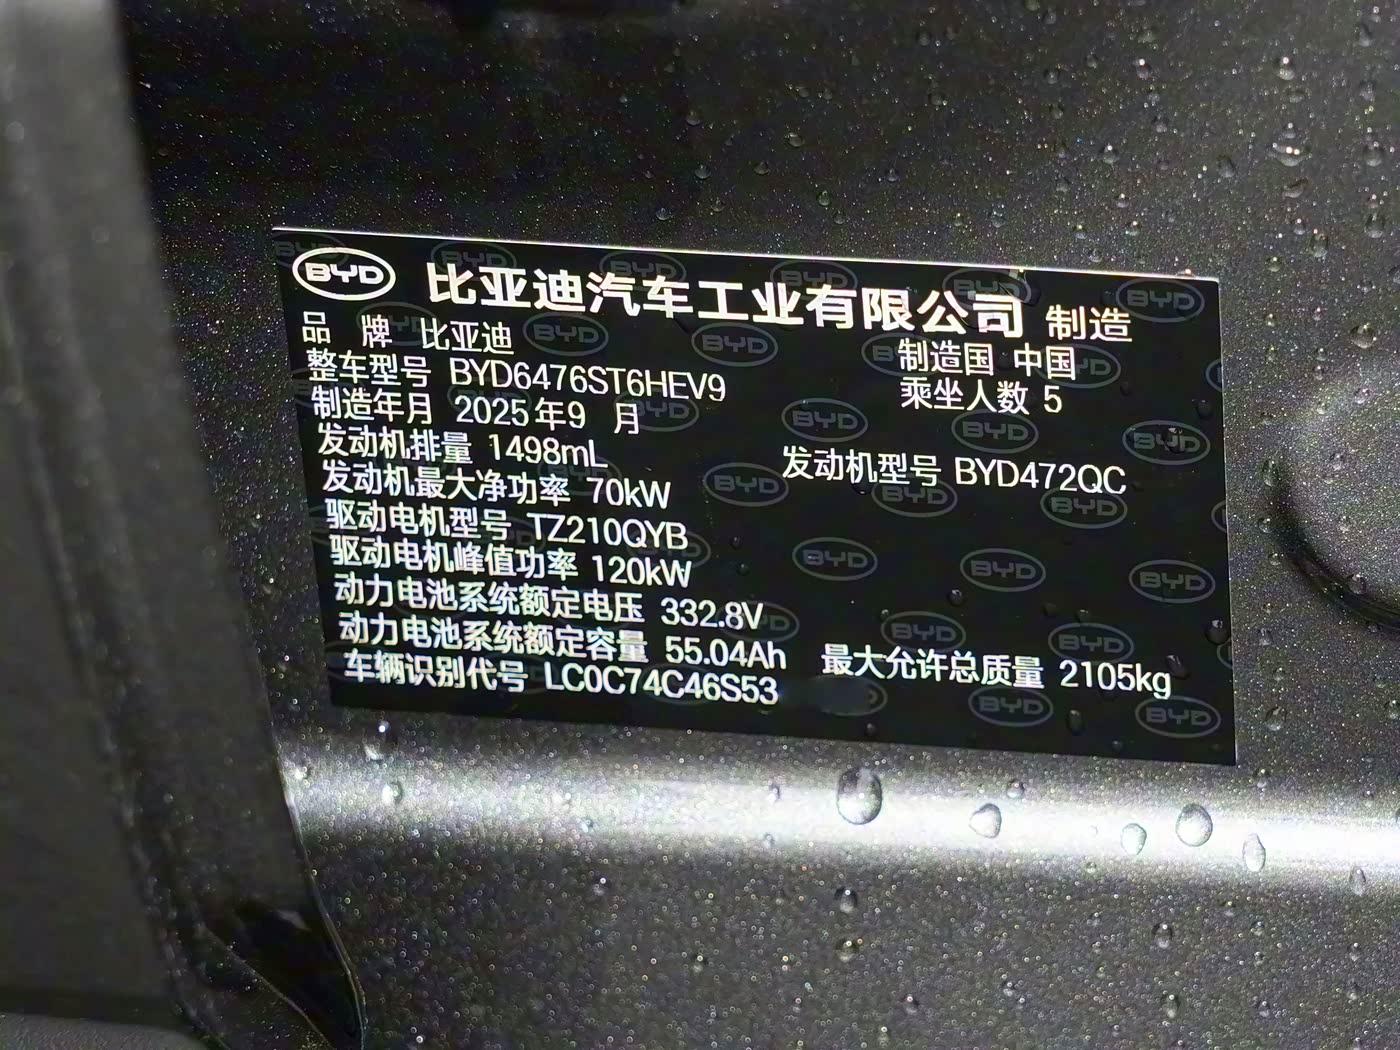 BYD 比亚迪汽车工业有限公司 制造
品 牌 比亚迪 制造国 中国
整车型号 BYD6476ST6HEV9 乘坐人数 5
制造年月 2025年9 月
发动机排量 1498mL 发动机型号 BYD472QC
发动机最大净功率 70kW
驱动电机型号 TZ210QYB
驱动电机峰值功率 120kW
动力电池系统额定电压 332.8V
动力电池系统额定容量 55.04Ah 最大允许总质量 2105kg
车辆识别代号 LC0C74C46S53